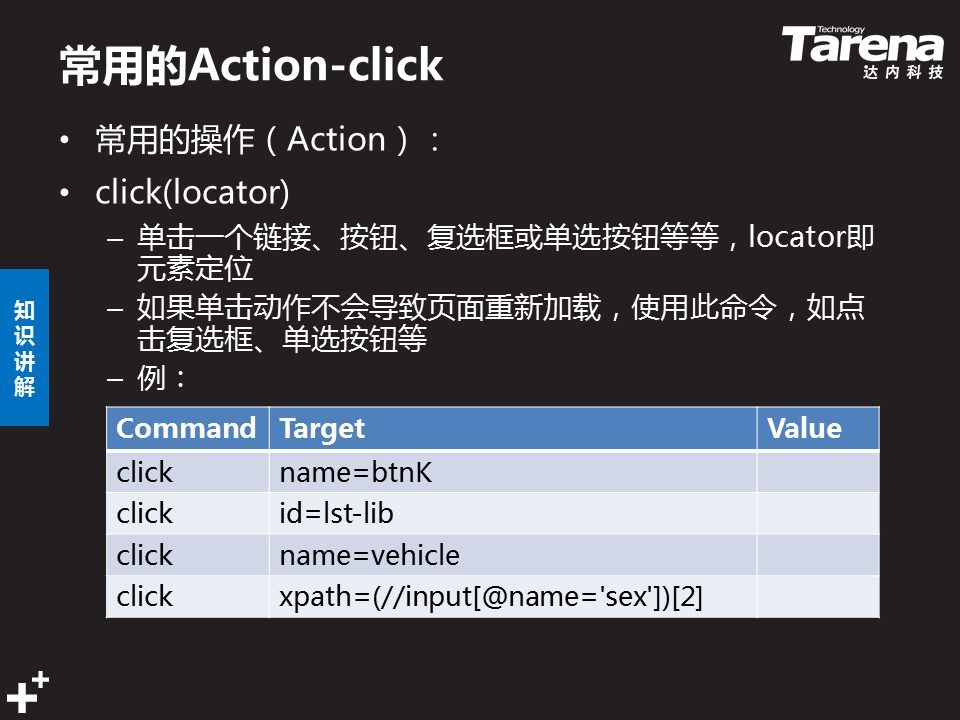 常用的Action-click
Technology
Tarena
达内科技
• 常用的操作（Action）：
• click(locator)
– 单击一个链接、按钮、复选框或单选按钮等等，locator即
元素定位
– 如果单击动作不会导致页面重新加载，使用此命令，如点
击复选框、单选按钮等
– 例：
知识讲解
Command Target Value
click name=btnK
click id=lst-lib
click name=vehicle
click xpath=(//input[@name='sex'])[2]